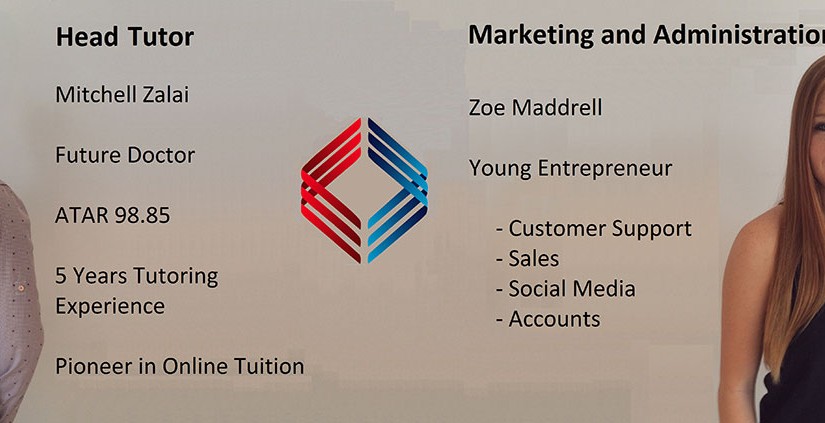 Head Tutor
Mitchell Zalai
Future Doctor
ATAR 98.85
5 Years Tutoring
Experience
Pioneer in Online Tuition
Marketing and Administration
Zoe Maddrell
Young Entrepreneur
- Customer Support
- Sales
- Social Media
- Accounts